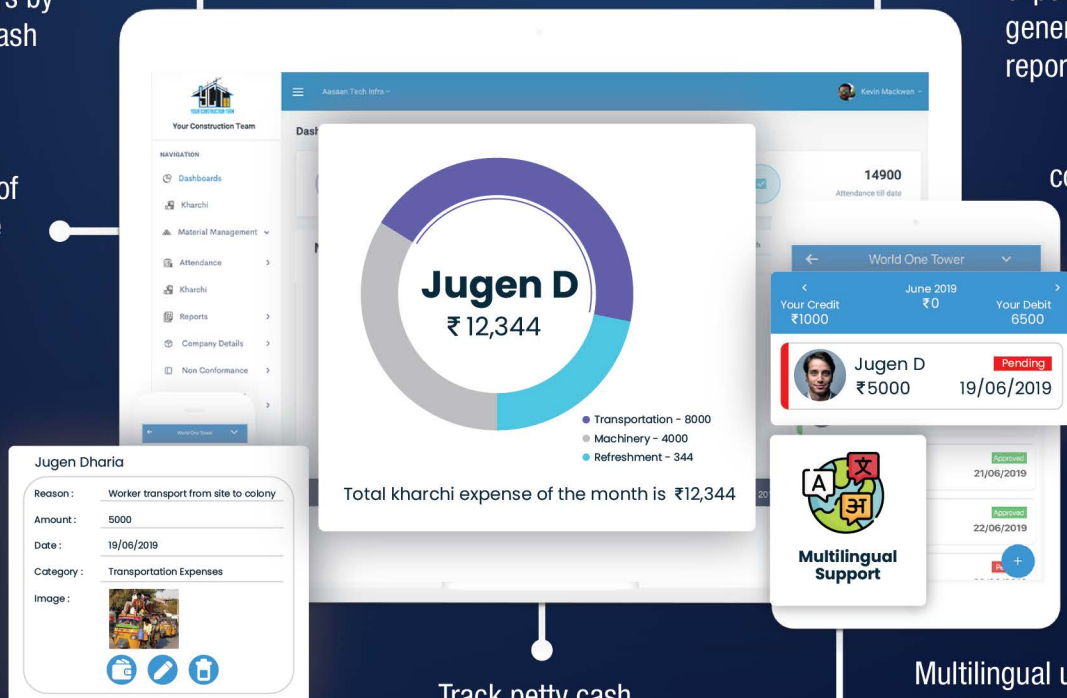 ash
gener
repor
of
YOUR CONSTRUCTION TEAM
Your Construction Team
Aasaan Tech Infra
Kevin Mackwan
NAVIGATION
Dashboards
Kharchi
Material Management
Attendance
Kharchi
Reports
Company Details
Non Conformance
Dash
14900
Attendance till date
Jugen D
₹ 12,344
Transportation - 8000
Machinery - 4000
Refreshment - 344
Total kharchi expense of the month is ₹12,344
World One Tower
June 2019
Your Credit
₹1000
₹0
Your Debit
6500
Jugen D
Pending
₹5000
19/06/2019
Approved
21/06/2019
Approved
22/06/2019
+
A
文
अ
Multilingual
Support
World One Tower
Jugen Dharia
Reason : Worker transport from site to colony
Amount : 5000
Date : 19/06/2019
Category : Transportation Expenses
Image :
Track petty cash
Multilingual u